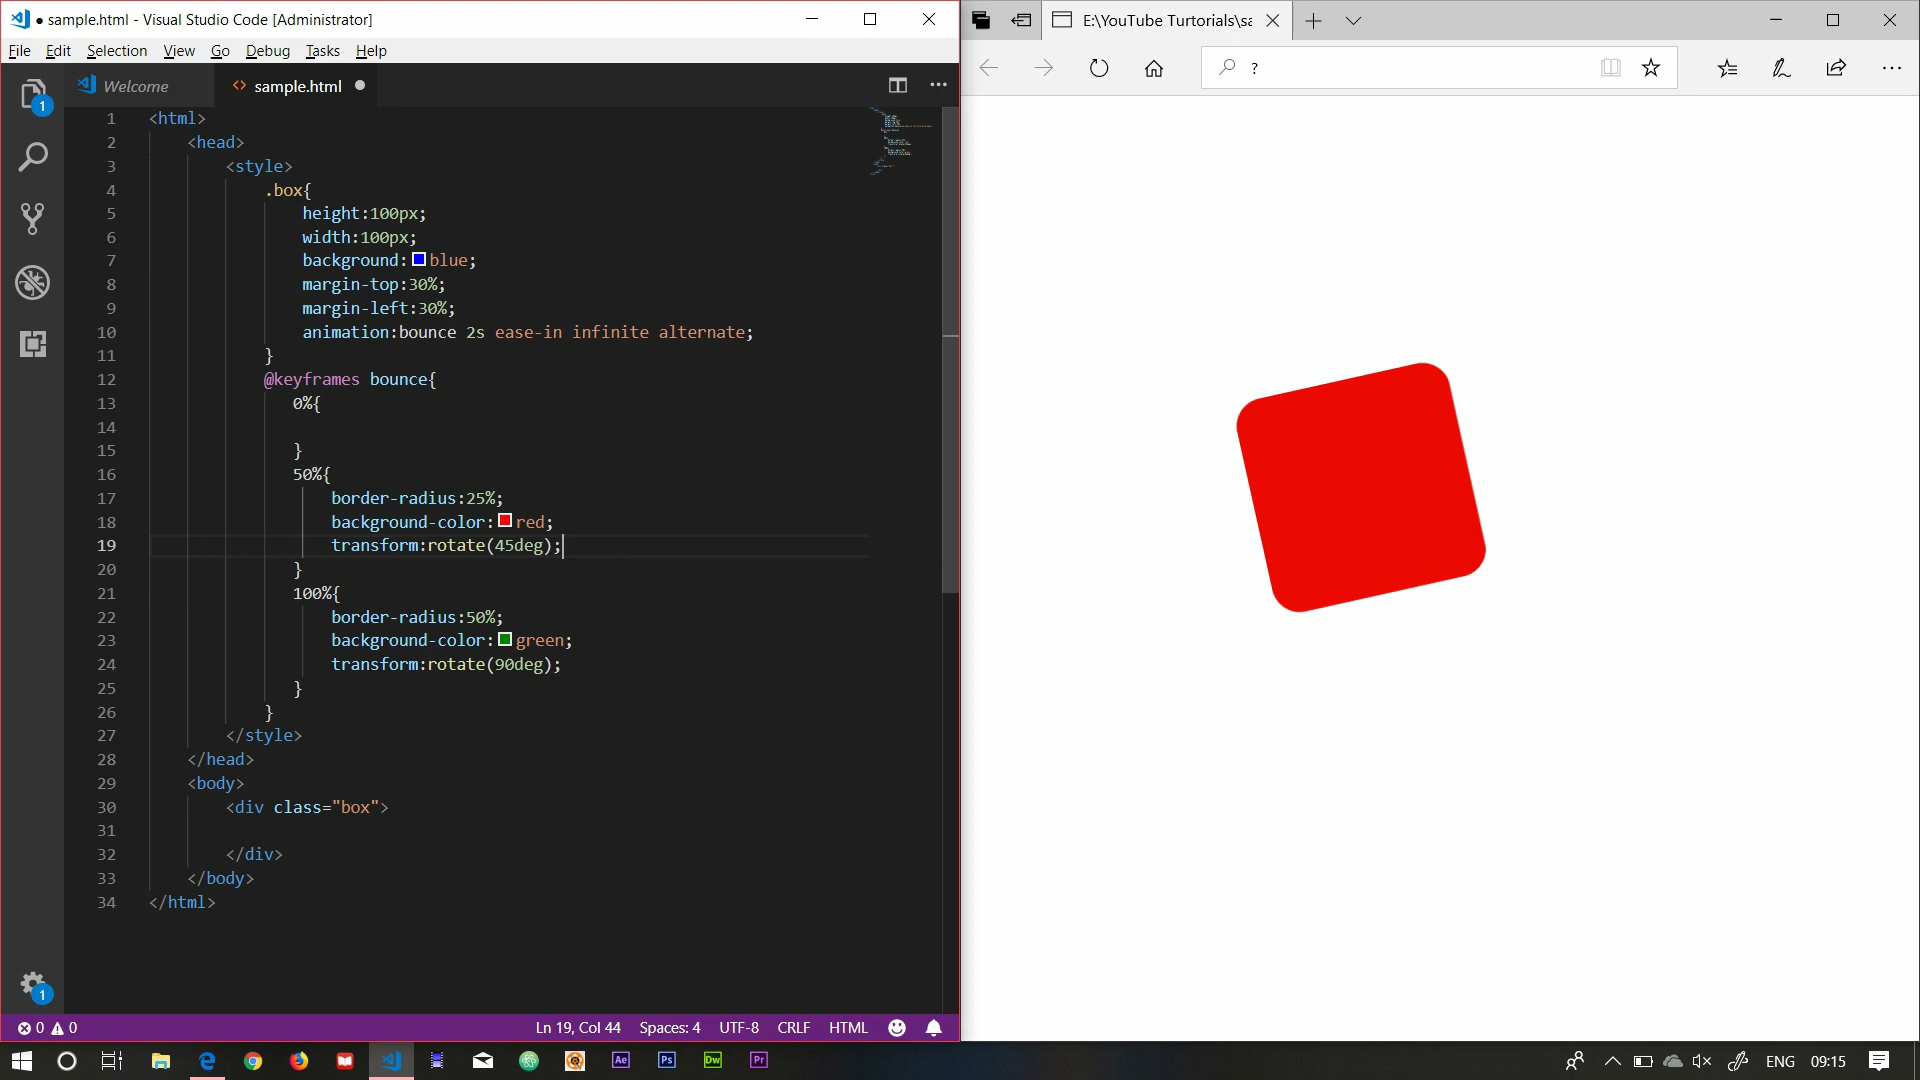 ● sample.html - Visual Studio Code [Administrator]
File Edit Selection View Go Debug Tasks Help
Welcome
sample.html ●
1 <html>
2 <head>
3 <style>
4 .box{
5 height:100px;
6 width:100px;
7 background:blue;
8 margin-top:30%;
9 margin-left:30%;
10 animation:bounce 2s ease-in infinite alternate;
11 }
12 @keyframes bounce{
13 0%{
14
15 }
16 50%{
17 border-radius:25%;
18 background-color:red;
19 transform:rotate(45deg);
20 }
21 100%{
22 border-radius:50%;
23 background-color:green;
24 transform:rotate(90deg);
25 }
26 }
27 </style>
28 </head>
29 <body>
30 <div class="box">
31
32 </div>
33 </body>
34 </html>
1
1
0 0
Ln 19, Col 44 Spaces: 4 UTF-8 CRLF HTML
E:\YouTube Turtorials\sa
?
Ae Ps Dw Pr
ENG 09:15